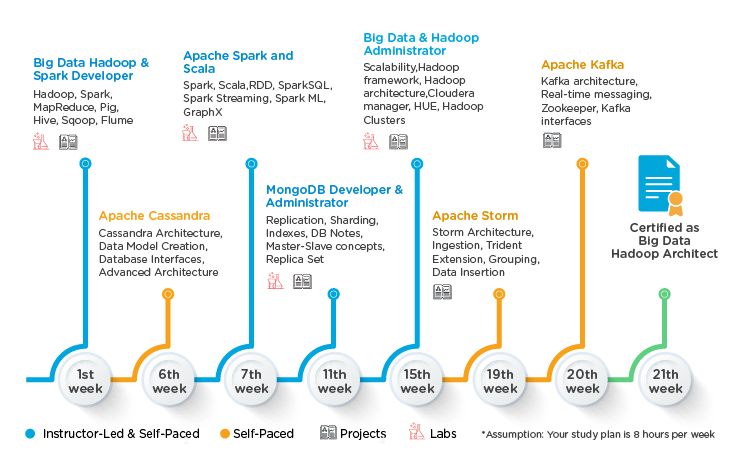 Big Data Hadoop &
Spark Developer
Hadoop, Spark,
MapReduce, Pig,
Hive, Sqoop, Flume
Apache Spark and
Scala
Spark, Scala,RDD, SparkSQL,
Spark Streaming, Spark ML,
GraphX
Big Data & Hadoop
Administrator
Scalability,Hadoop
framework, Hadoop
architecture,Cloudera
manager, HUE, Hadoop
Clusters
Apache Kafka
Kafka architecture,
Real-time messaging,
Zookeeper, Kafka
interfaces
Apache Cassandra
Cassandra Architecture,
Data Model Creation,
Database Interfaces,
Advanced Architecture
MongoDB Developer &
Administrator
Replication, Sharding,
Indexes, DB Notes,
Master-Slave concepts,
Replica Set
Apache Storm
Storm Architecture,
Ingestion, Trident
Extension, Grouping,
Data Insertion
Certified as
Big Data
Hadoop Architect
1st
week
6th
week
7th
week
11th
week
15th
week
19th
week
20th
week
21th
week
Instructor-Led & Self-Paced
Self-Paced
Projects
Labs
*Assumption: Your study plan is 8 hours per week